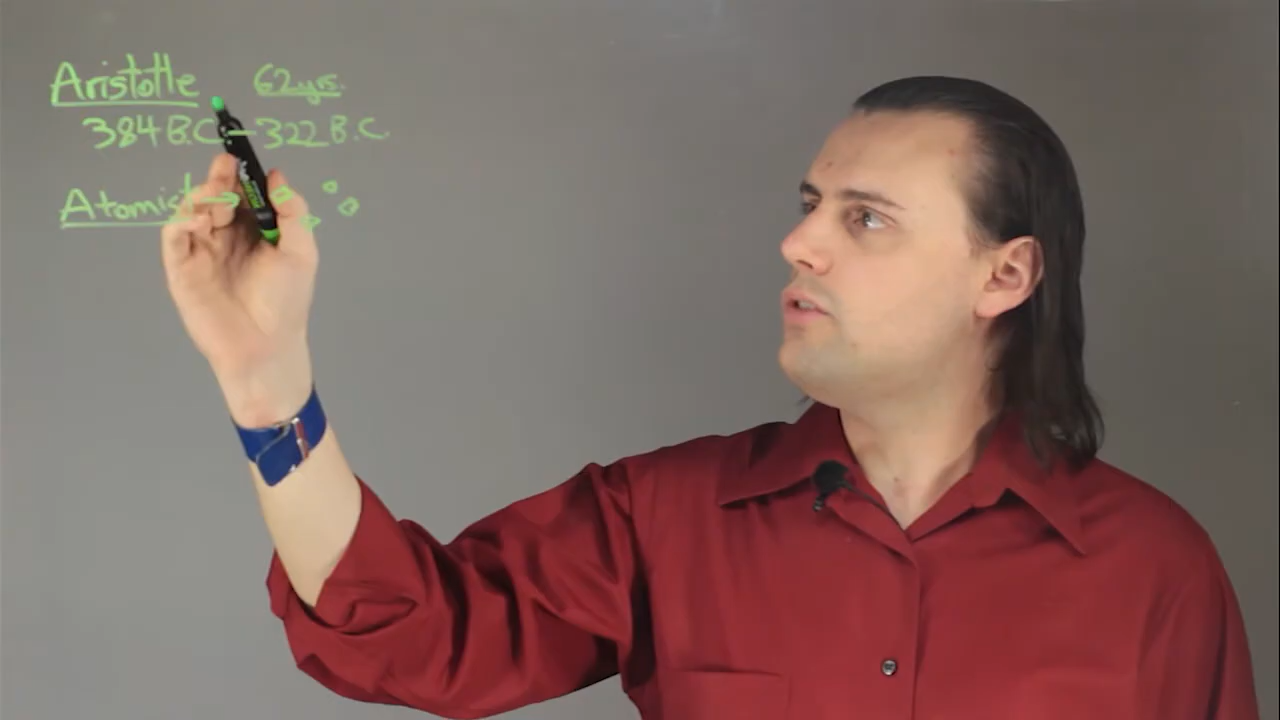 Aristotle 62 yrs.
384 B.C. - 322 B.C
Atomist →